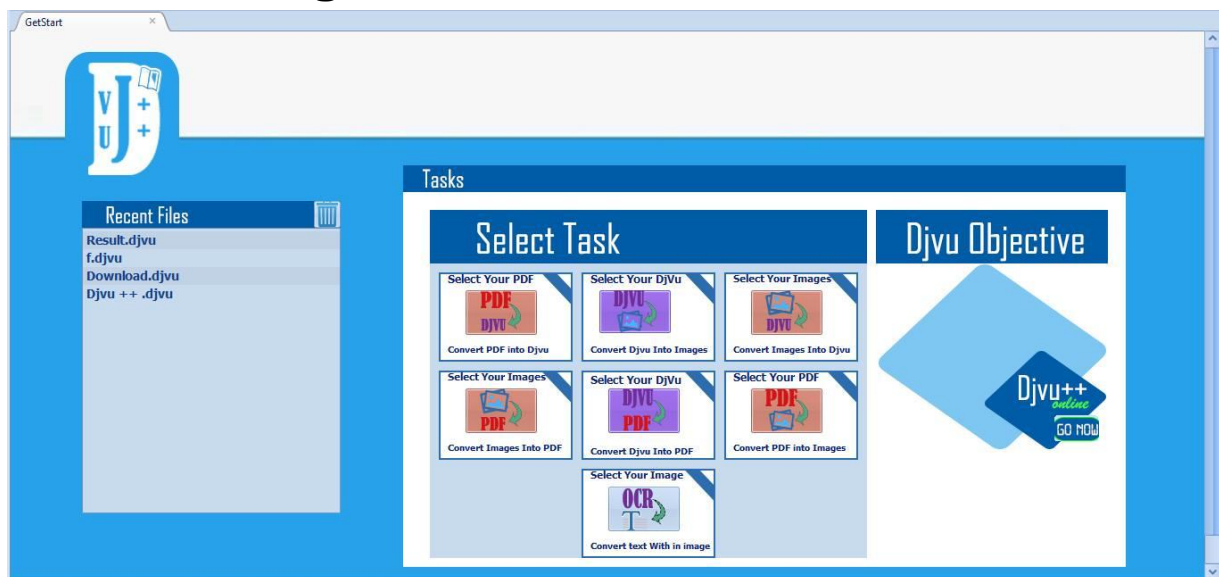 GetStart
DJ VU ++
Recent Files
Result.djvu
f.djvu
Download.djvu
Djvu ++ .djvu
Tasks
Select Task
Select Your PDF
PDF
DJVU
Convert PDF into Djvu
Select Your DjVu
DJVU
Convert Djvu Into Images
Select Your Images
DJVU
Convert Images Into Djvu
Select Your Images
PDF
Convert Images Into PDF
Select Your DjVu
DJVU
PDF
Convert Djvu Into PDF
Select Your PDF
PDF
Convert PDF into Images
Select Your Image
OCR
T
Convert text With in image
Djvu Objective
Djvu++
online
GO NOW